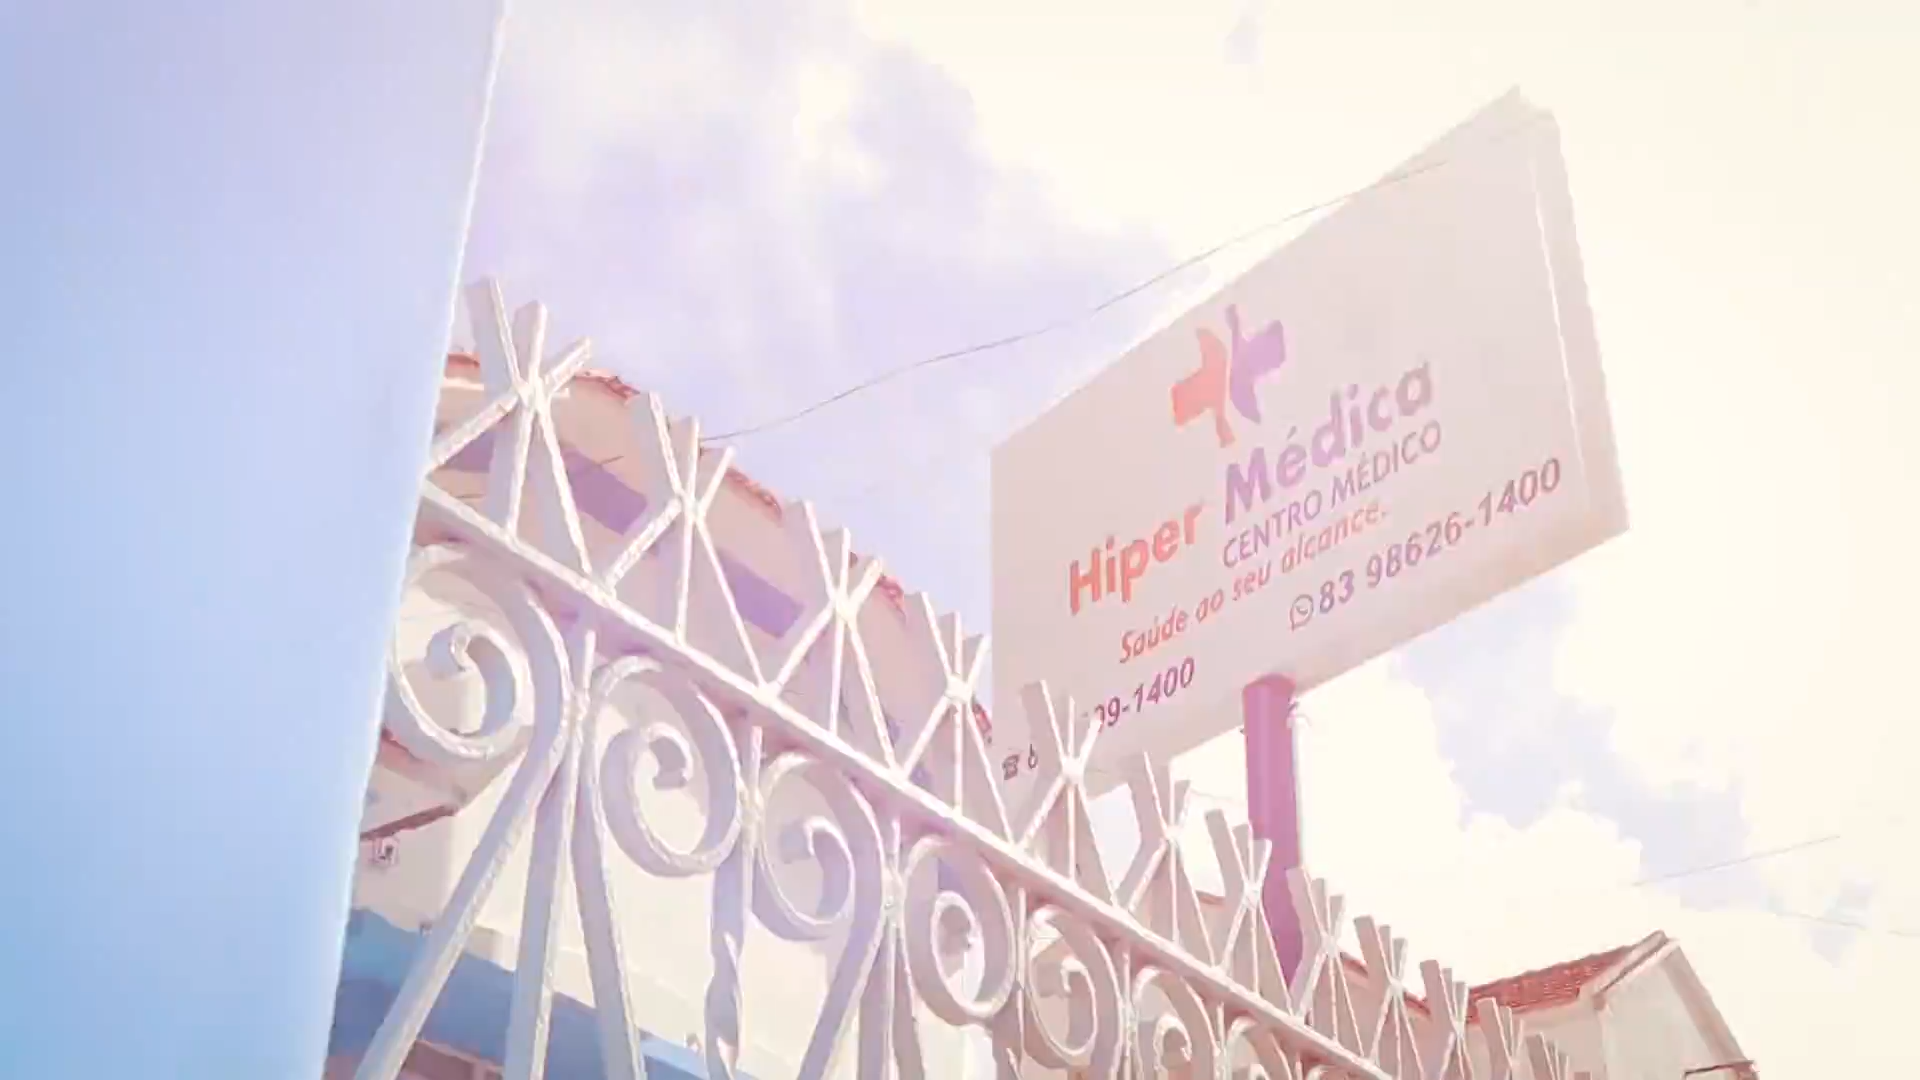 Hiper Médica
CENTRO MÉDICO
Saúde ao seu alcance.
83 98626-1400
09-1400